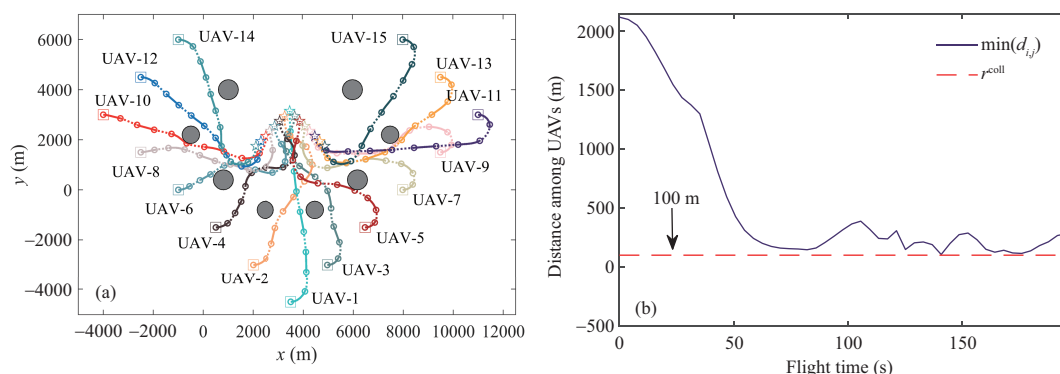 6000
4000
2000
0
−2000
−4000
y (m)
UAV-14
UAV-15
UAV-12
UAV-13
UAV-10
UAV-11
UAV-8
UAV-9
UAV-6
UAV-7
UAV-4
UAV-5
UAV-2
UAV-3
UAV-1
(a)
−4000 −2000 0 2000 4000 6000 8000 10000 12000
x (m)
2000
1500
1000
500
0
−500
Distance among UAVs (m)
min(d_{i,j})
r^{coll}
100 m
(b)
0 50 100 150
Flight time (s)